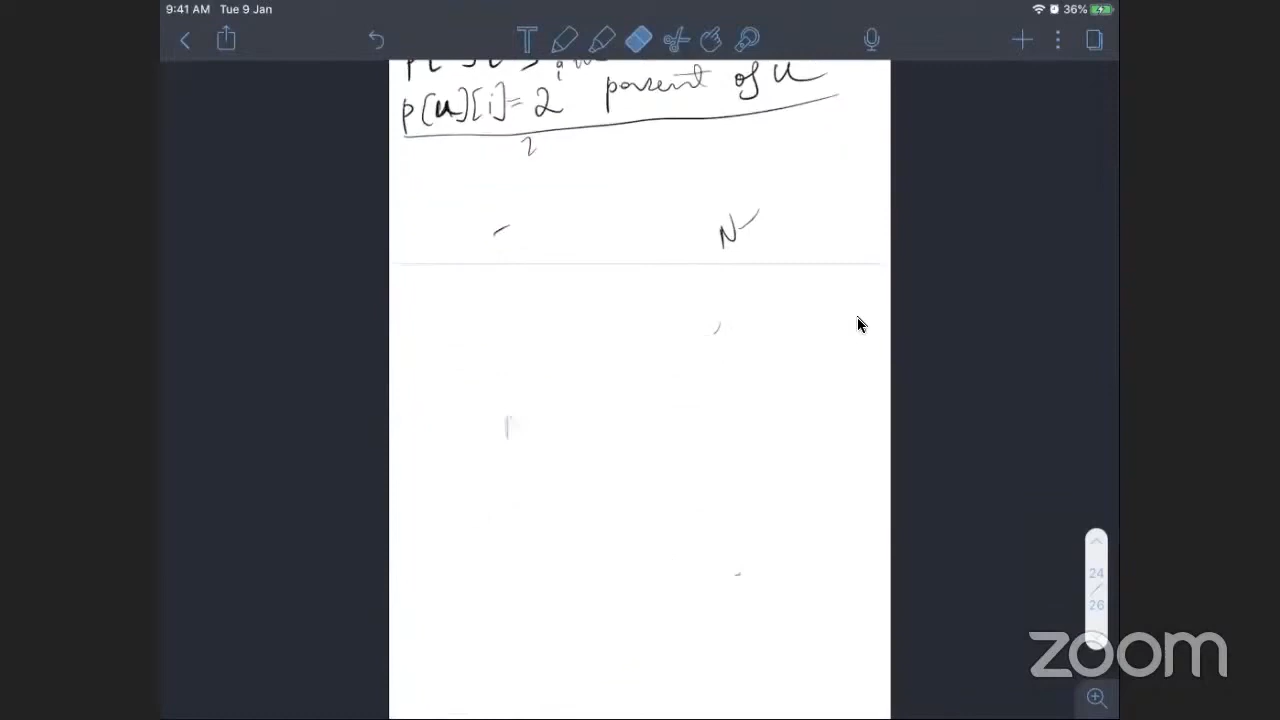 9:41 AM Tue 9 Jan
36%
p[u][i] = 2 parent of u
2
N
24
26
zoom